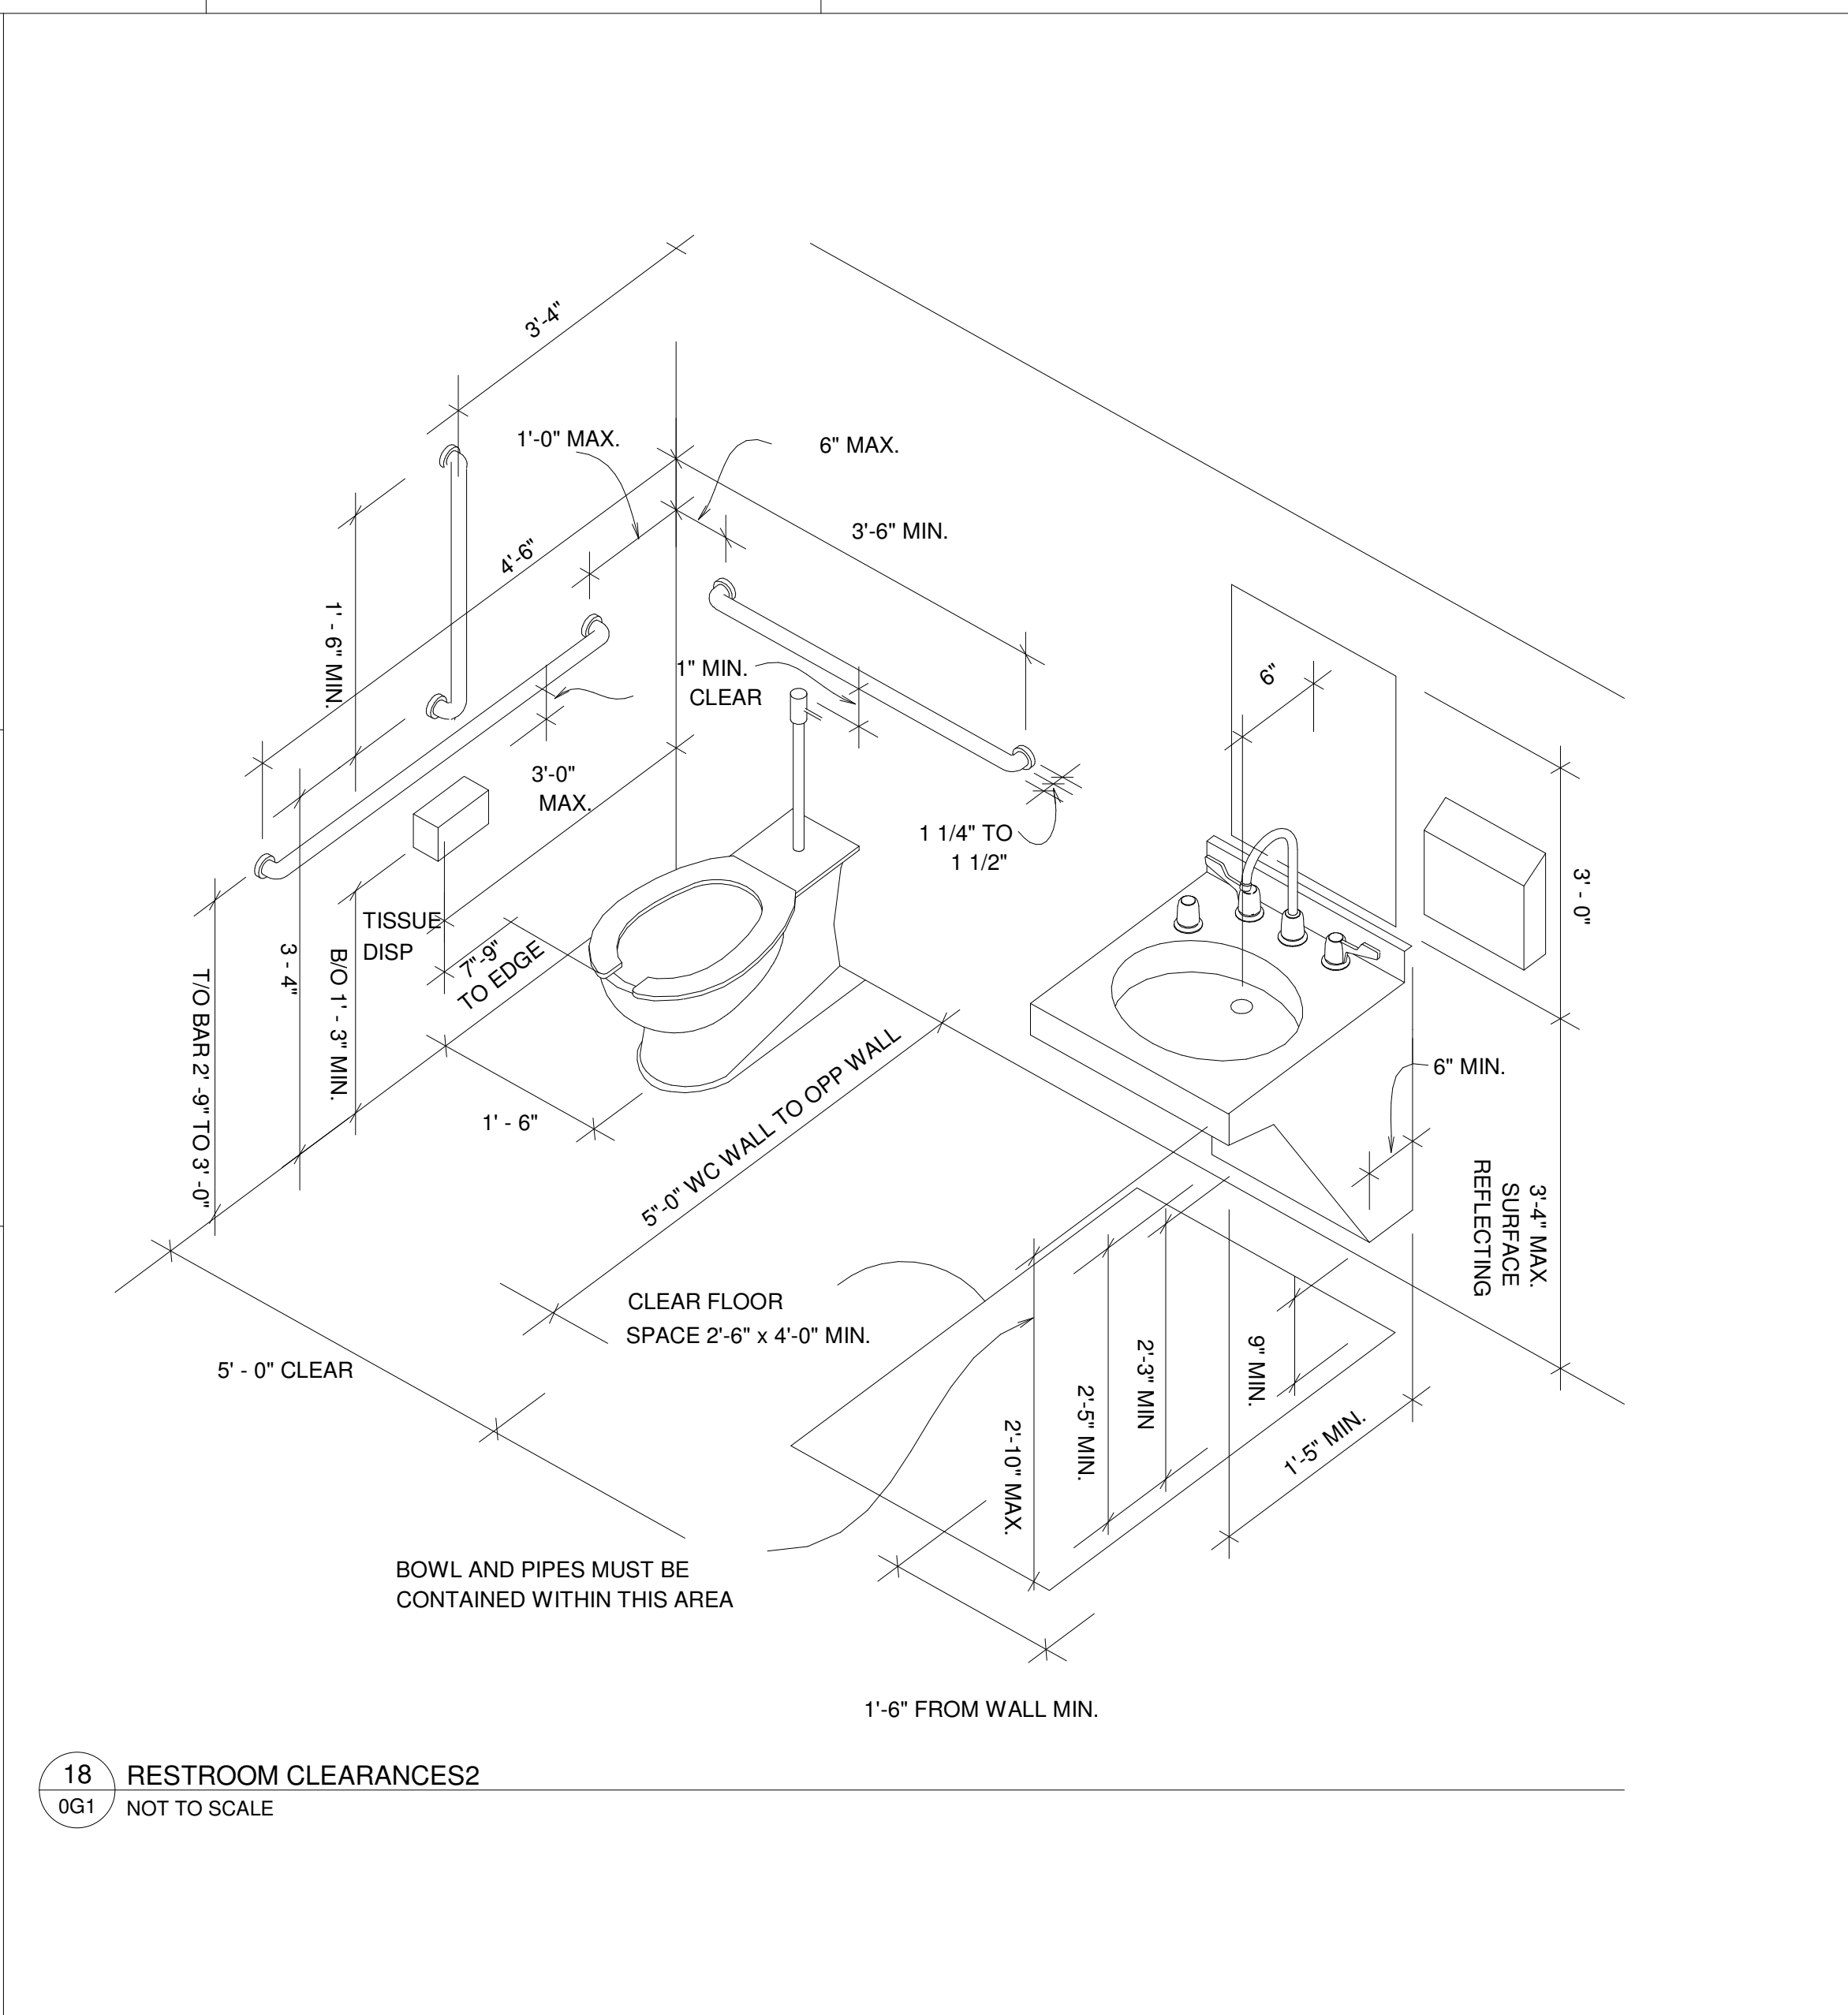 3'-4"
1'-0" MAX.
6" MAX.
3'-6" MIN.
4'-6"
1' - 6" MIN.
1" MIN.
CLEAR
6"
3'-0"
MAX.
1 1/4" TO
1 1/2"
3' - 0"
TISSUE
DISP
7"-9"
TO EDGE
3 - 4"
B/O 1' - 3" MIN.
T/O BAR 2' -9" TO 3' -0"
1' - 6"
5"-0" WC WALL TO OPP WALL
6" MIN.
3'-4" MAX.
SURFACE
REFLECTING
CLEAR FLOOR
SPACE 2'-6" x 4'-0" MIN.
5' - 0" CLEAR
2'-10" MAX.
2'-5" MIN.
2'-3" MIN
9" MIN.
1'-5" MIN.
BOWL AND PIPES MUST BE
CONTAINED WITHIN THIS AREA
1'-6" FROM WALL MIN.
18
0G1
RESTROOM CLEARANCES2
NOT TO SCALE